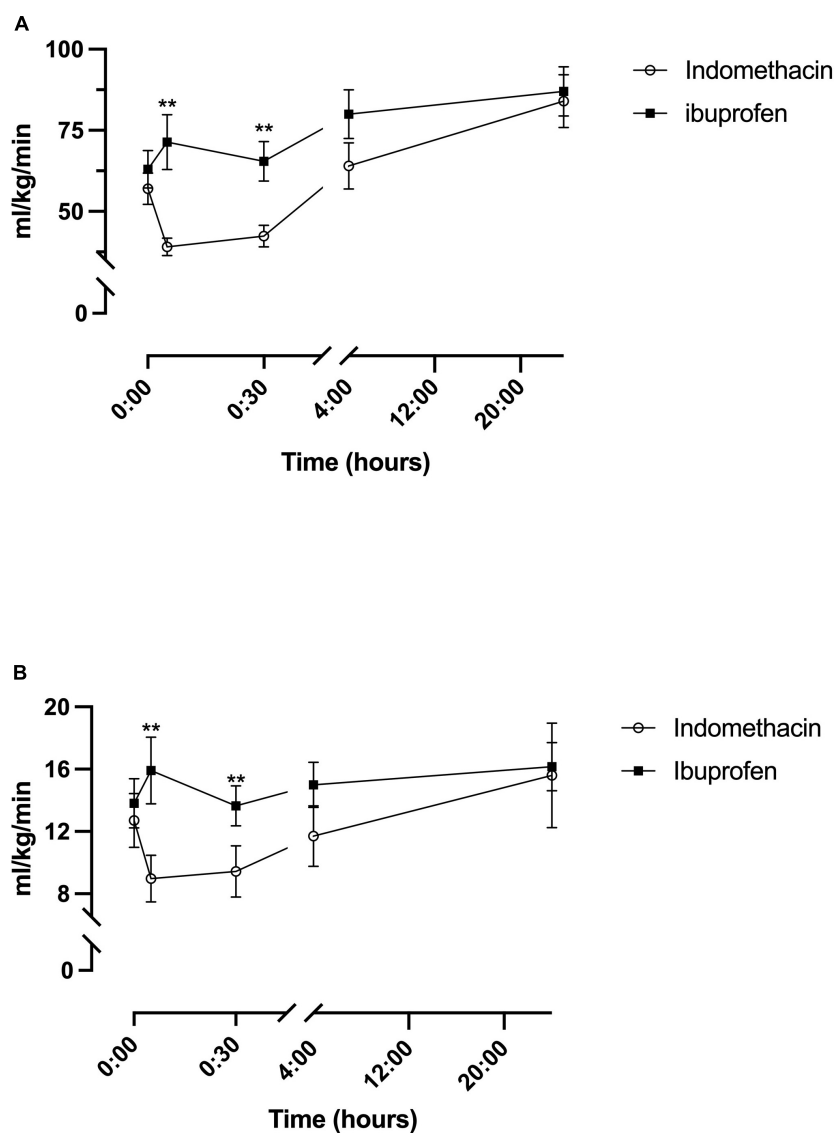 A
100
75
50
0
ml/kg/min
**
**
Indomethacin
ibuprofen
0:00
0:30
4:00
12:00
20:00
Time (hours)
B
20
16
12
8
0
ml/kg/min
**
**
Indomethacin
Ibuprofen
0:00
0:30
4:00
12:00
20:00
Time (hours)